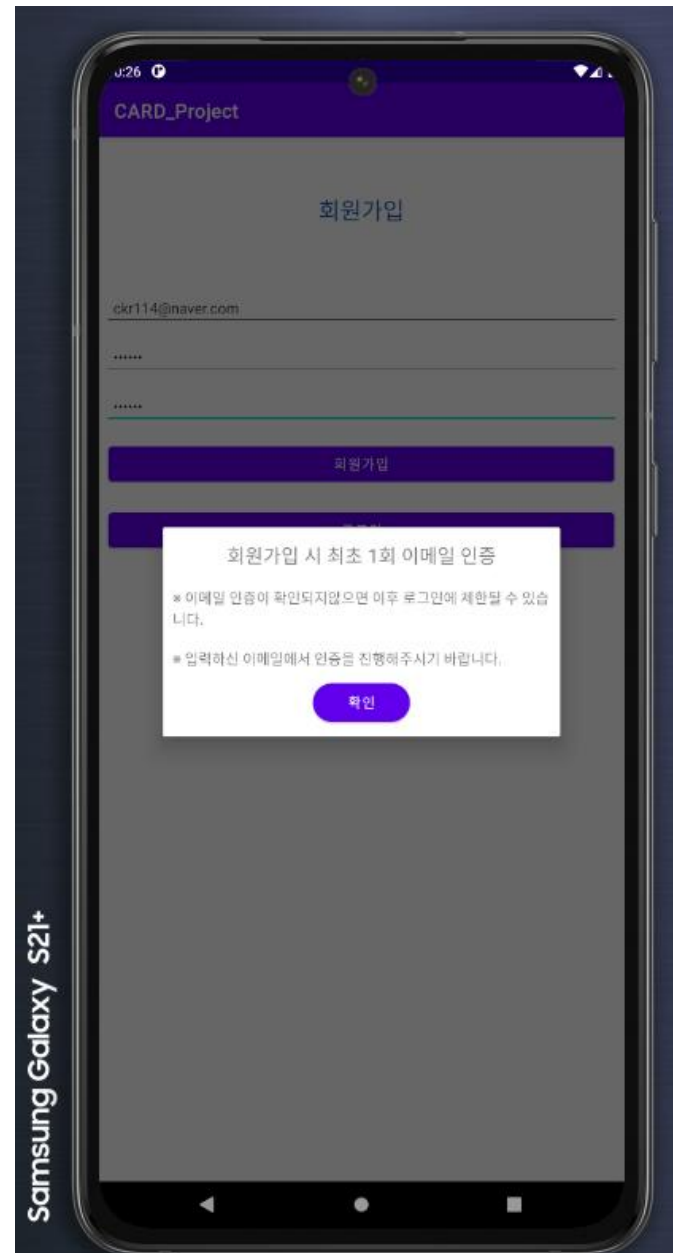 :26
CARD_Project
회원가입
ckr114@naver.com
회원가입
회원가입 시 최초 1회 이메일 인증
※ 이메일 인증이 확인되지않으면 이후 로그인에 제한될 수 있습
니다.
※ 입력하신 이메일에서 인증을 진행해주시기 바랍니다.
확인
Samsung Galaxy S21+